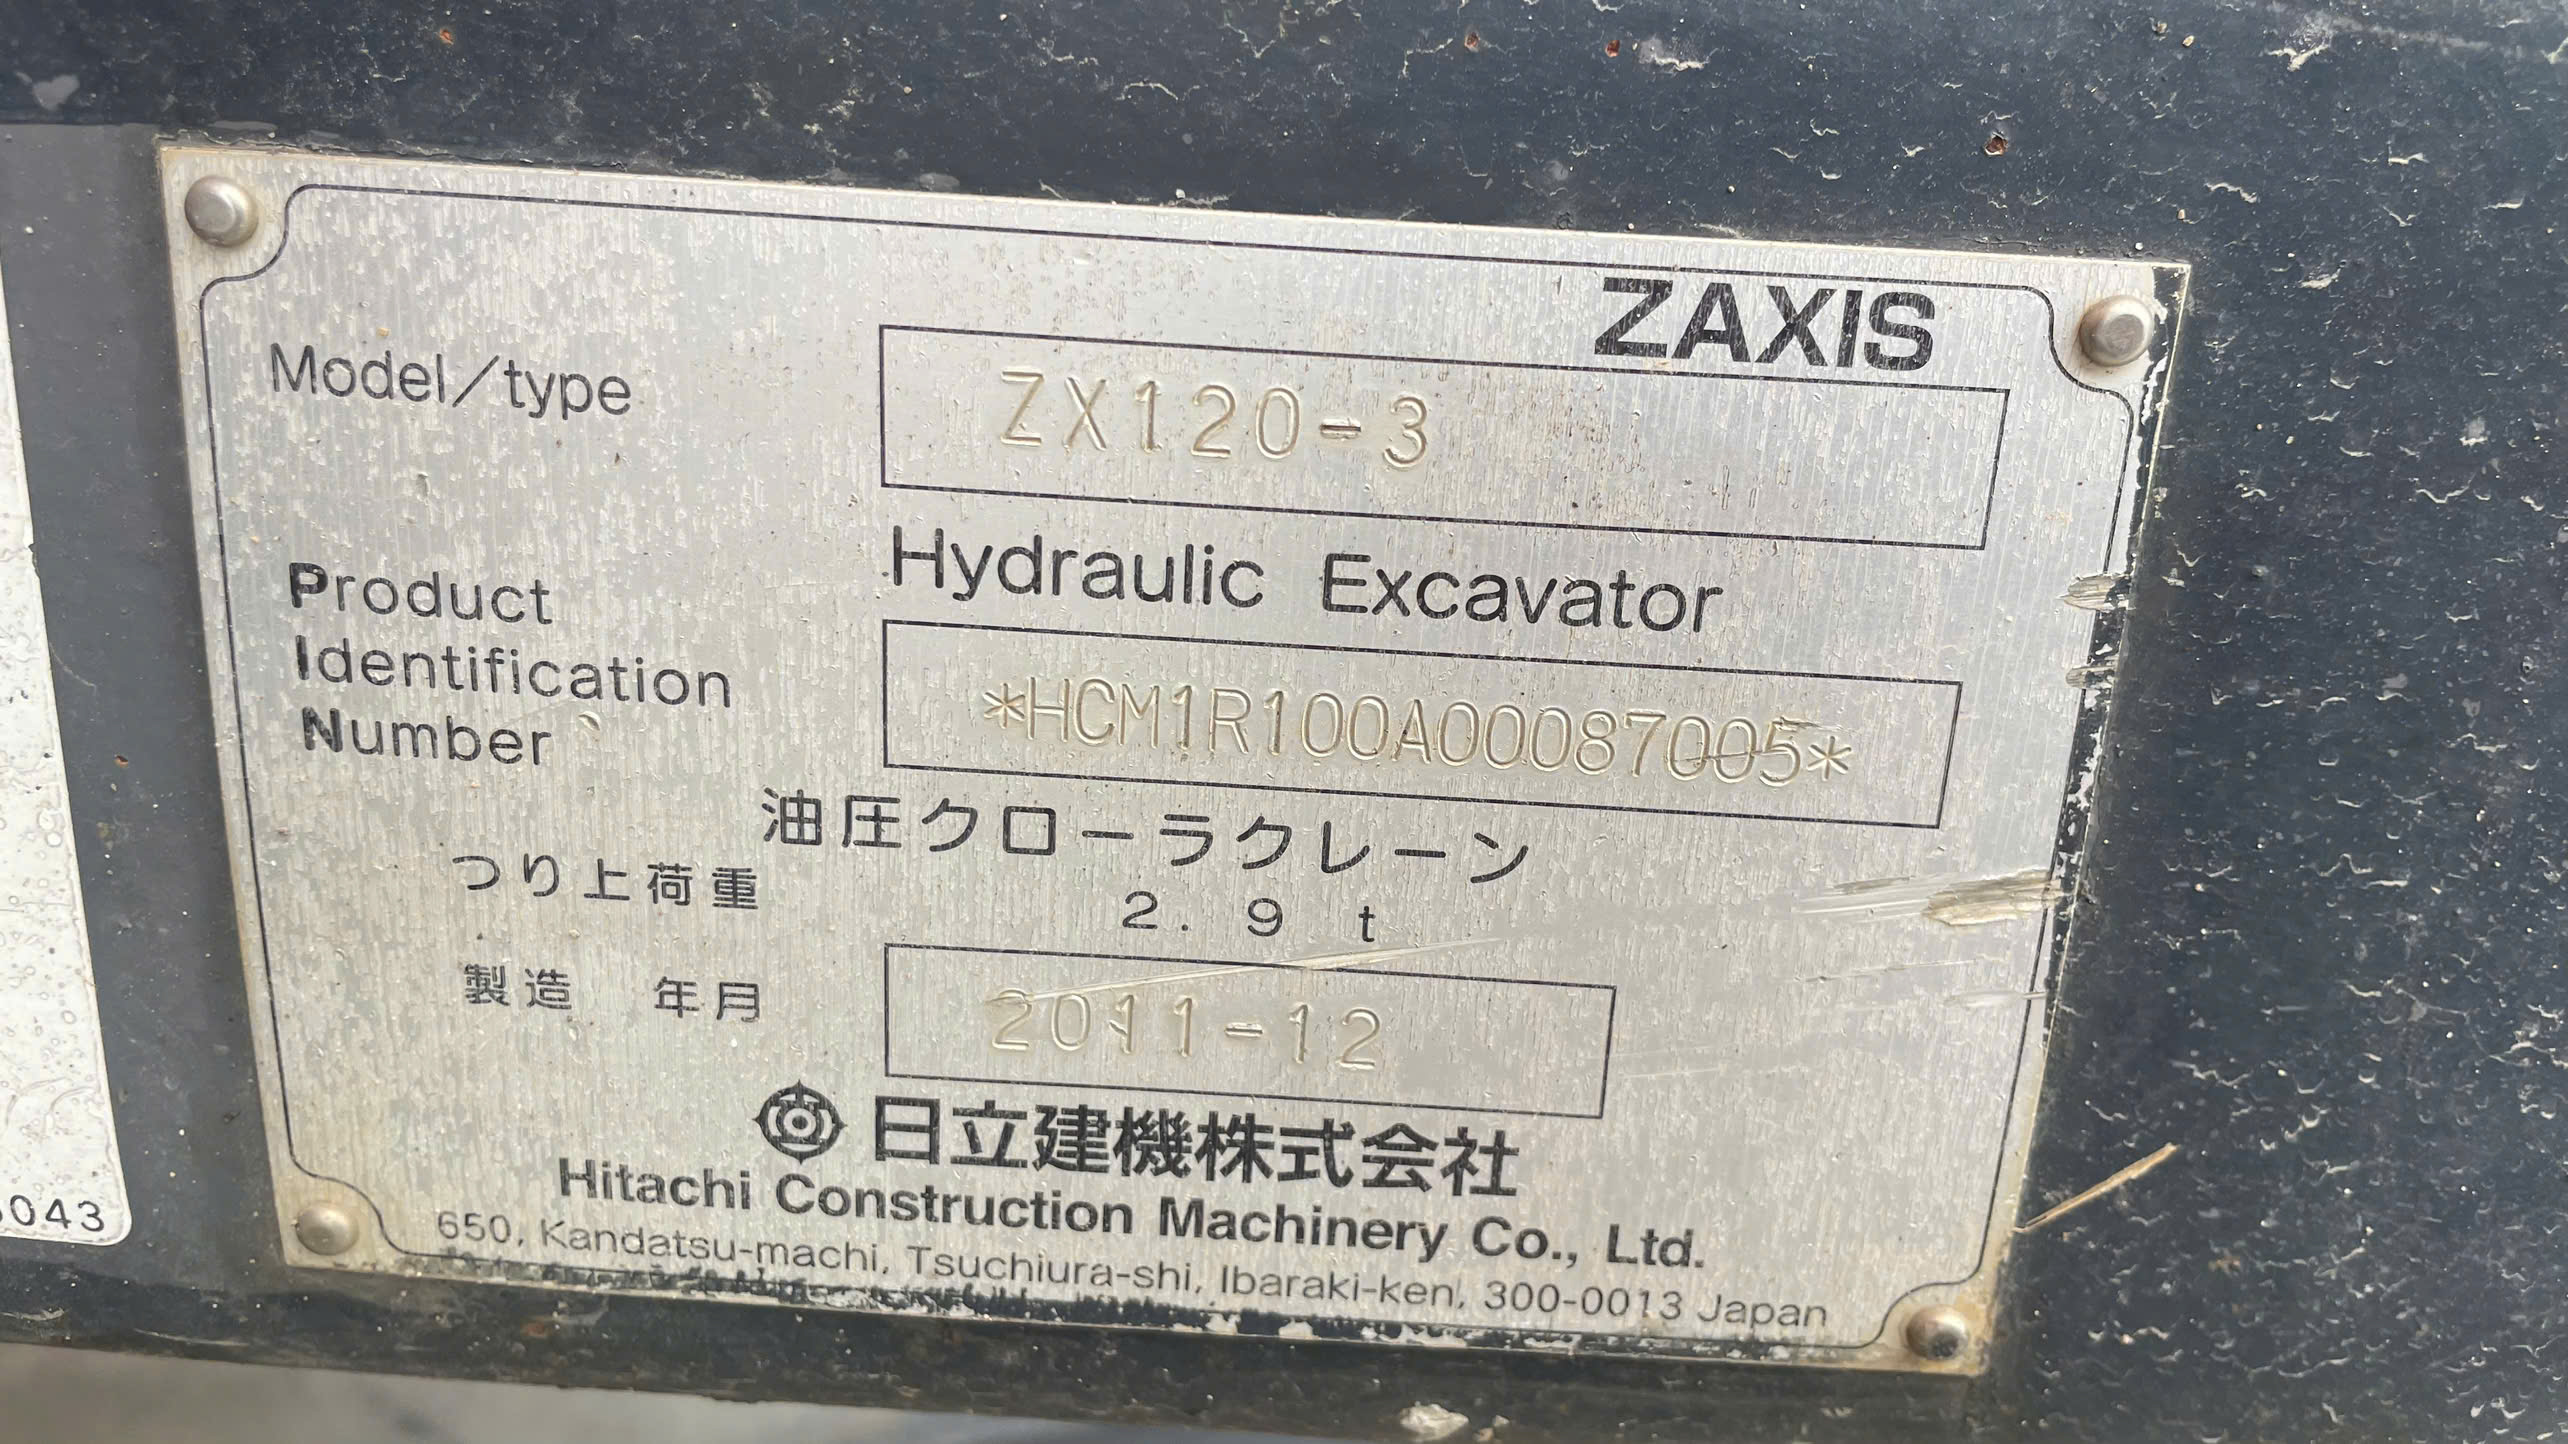 ZAXIS
Model/type
ZX120-3
Hydraulic Excavator
Product
Identification
Number
*HCM1R100A00087005*
油圧クローラクレーン
つり上荷重 2.9 t
製造 年月 2011-12
日立建機株式会社
Hitachi Construction Machinery Co., Ltd.
650, Kandatsu-machi, Tsuchiura-shi, Ibaraki-ken, 300-0013 Japan
043